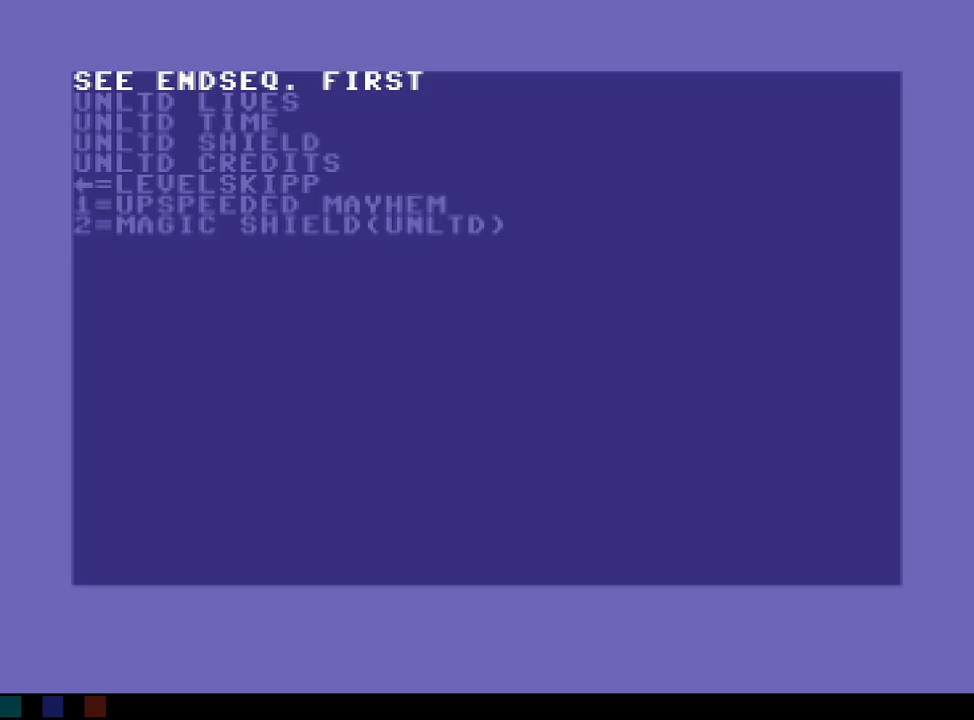 SEE ENDSEQ. FIRST
UNLTD LIVES
UNLTD TIME
UNLTD SHIELD
UNLTD CREDITS
←=LEVELSKIPP
1=UPSPEEDED MAYHEM
2=MAGIC SHIELD(UNLTD)